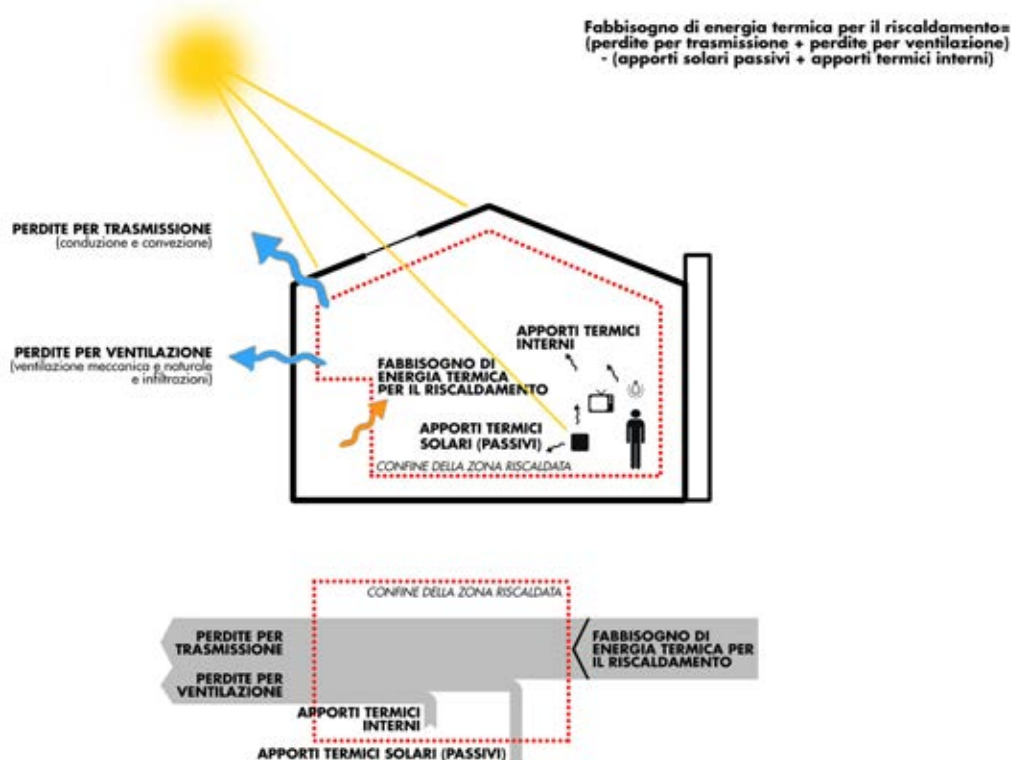 Fabbisogno di energia termica per il riscaldamento=
(perdite per trasmissione + perdite per ventilazione)
- (apporti solari passivi + apporti termici interni)
PERDITE PER TRASMISSIONE
(conduzione e convezione)
PERDITE PER VENTILAZIONE
(ventilazione meccanica e naturale
e infiltrazioni)
APPORTI TERMICI
INTERNI
FABBISOGNO DI
ENERGIA TERMICA
PER IL RISCALDAMENTO
APPORTI TERMICI
SOLARI (PASSIVI)
CONFINE DELLA ZONA RISCALDATA
CONFINE DELLA ZONA RISCALDATA
PERDITE PER
TRASMISSIONE
FABBISOGNO DI
ENERGIA TERMICA PER
IL RISCALDAMENTO
PERDITE PER
VENTILAZIONE
APPORTI TERMICI
INTERNI
APPORTI TERMICI SOLARI (PASSIVI)